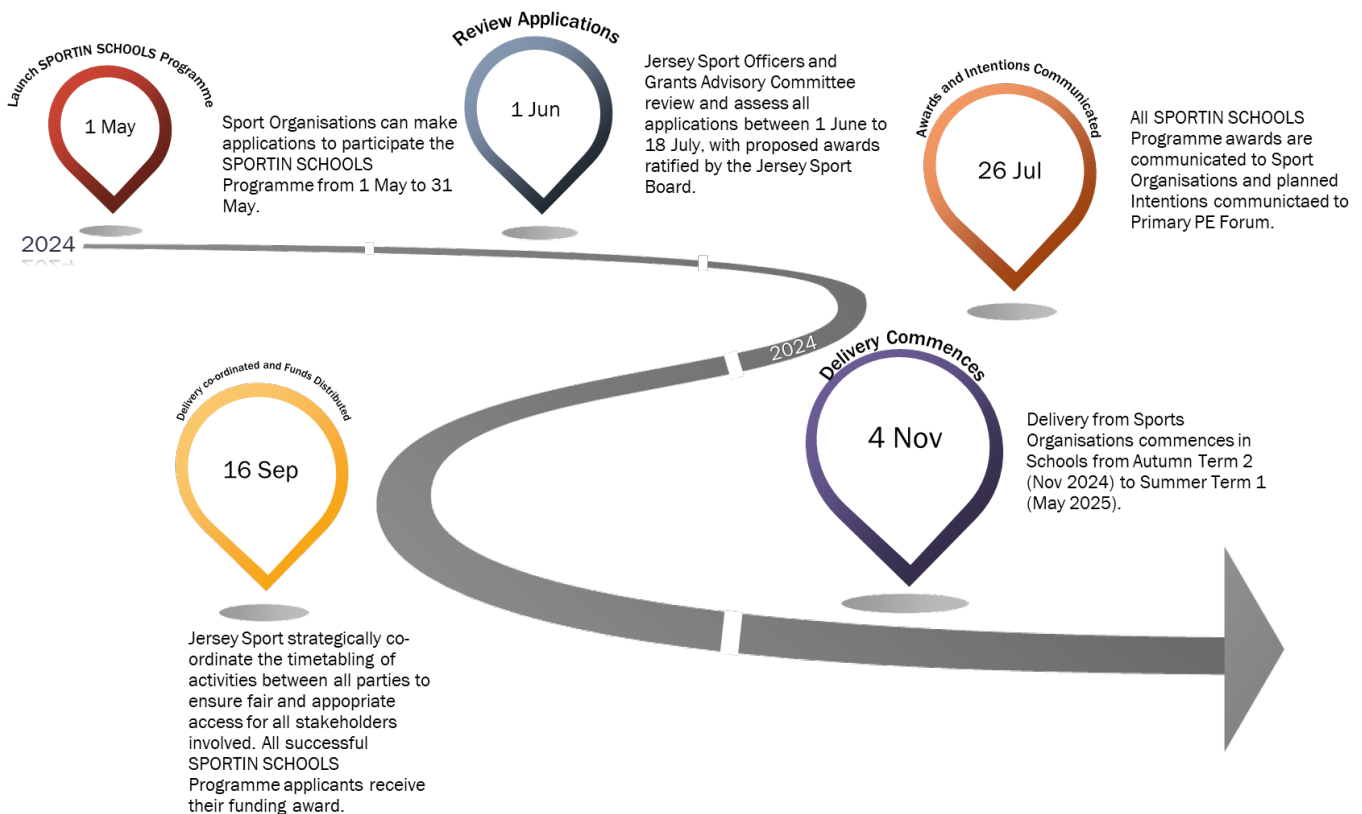 Launch SPORTIN SCHOOLS Programme
1 May
Sport Organisations can make
applications to participate the
SPORTIN SCHOOLS
Programme from 1 May to 31
May.
Review Applications
1 Jun
Jersey Sport Officers and
Grants Advisory Committee
review and assess all
applications between 1 June to
18 July, with proposed awards
ratified by the Jersey Sport
Board.
Awards and Intentions Communicated
26 Jul
All SPORTIN SCHOOLS
Programme awards are
communicated to Sport
Organisations and planned
Intentions communictaed to
Primary PE Forum.
2024
2024
Delivery co-ordinated and Funds Distributed
16 Sep
Jersey Sport strategically co-
ordinate the timetabling of
activities between all parties to
ensure fair and appopriate
access for all stakeholders
involved. All successful
SPORTIN SCHOOLS
Programme applicants receive
their funding award.
Delivery Commences
4 Nov
Delivery from Sports
Organisations commences in
Schools from Autumn Term 2
(Nov 2024) to Summer Term 1
(May 2025).